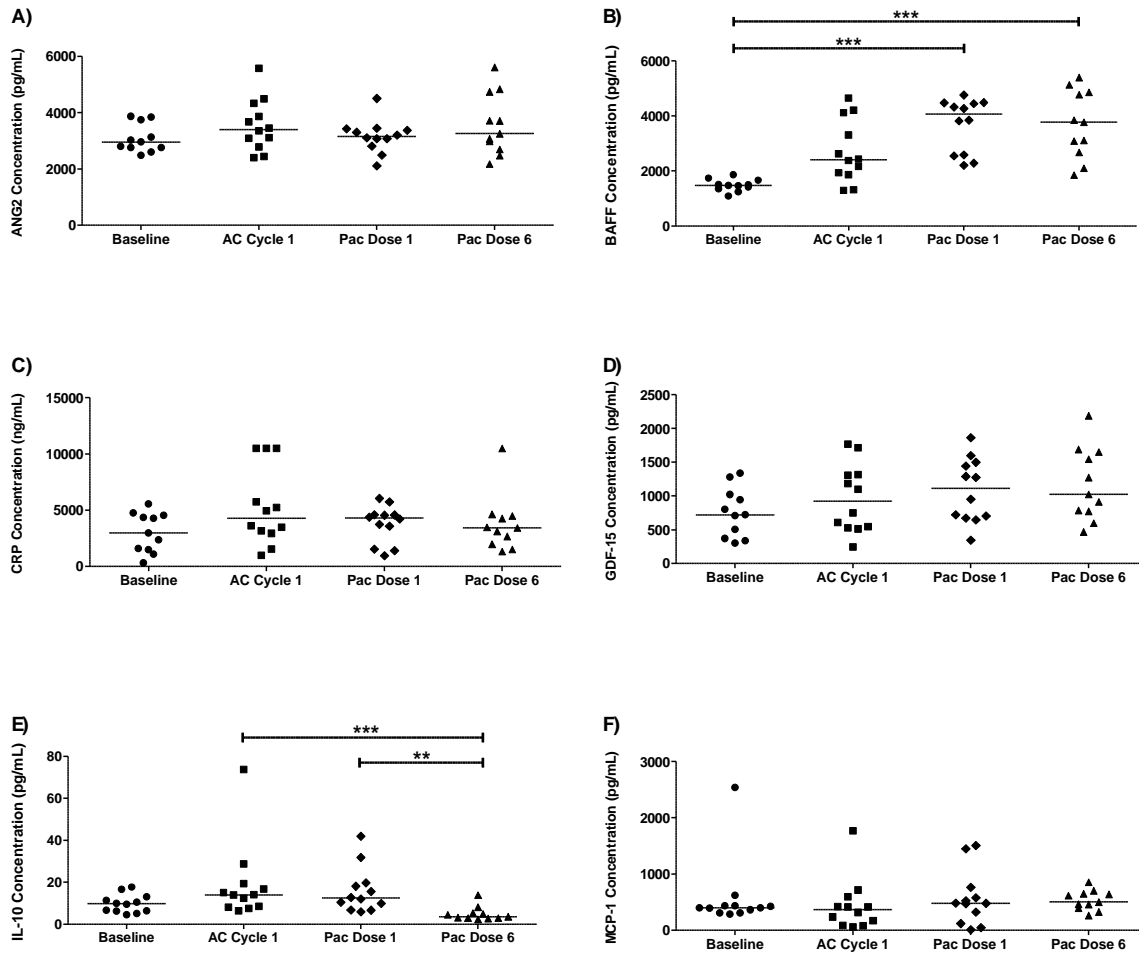 A)
ANG2 Concentration (pg/mL)
6000
4000
2000
0
Baseline AC Cycle 1 Pac Dose 1 Pac Dose 6
B)
***
***
BAFF Concentration (pg/mL)
6000
4000
2000
0
Baseline AC Cycle 1 Pac Dose 1 Pac Dose 6
C)
CRP Concentration (ng/mL)
15000
10000
5000
0
Baseline AC Cycle 1 Pac Dose 1 Pac Dose 6
D)
GDF-15 Concentration (pg/mL)
2500
2000
1500
1000
500
0
Baseline AC Cycle 1 Pac Dose 1 Pac Dose 6
E)
***
**
IL-10 Concentration (pg/mL)
80
60
40
20
0
Baseline AC Cycle 1 Pac Dose 1 Pac Dose 6
F)
MCP-1 Concentration (pg/mL)
3000
2000
1000
0
Baseline AC Cycle 1 Pac Dose 1 Pac Dose 6